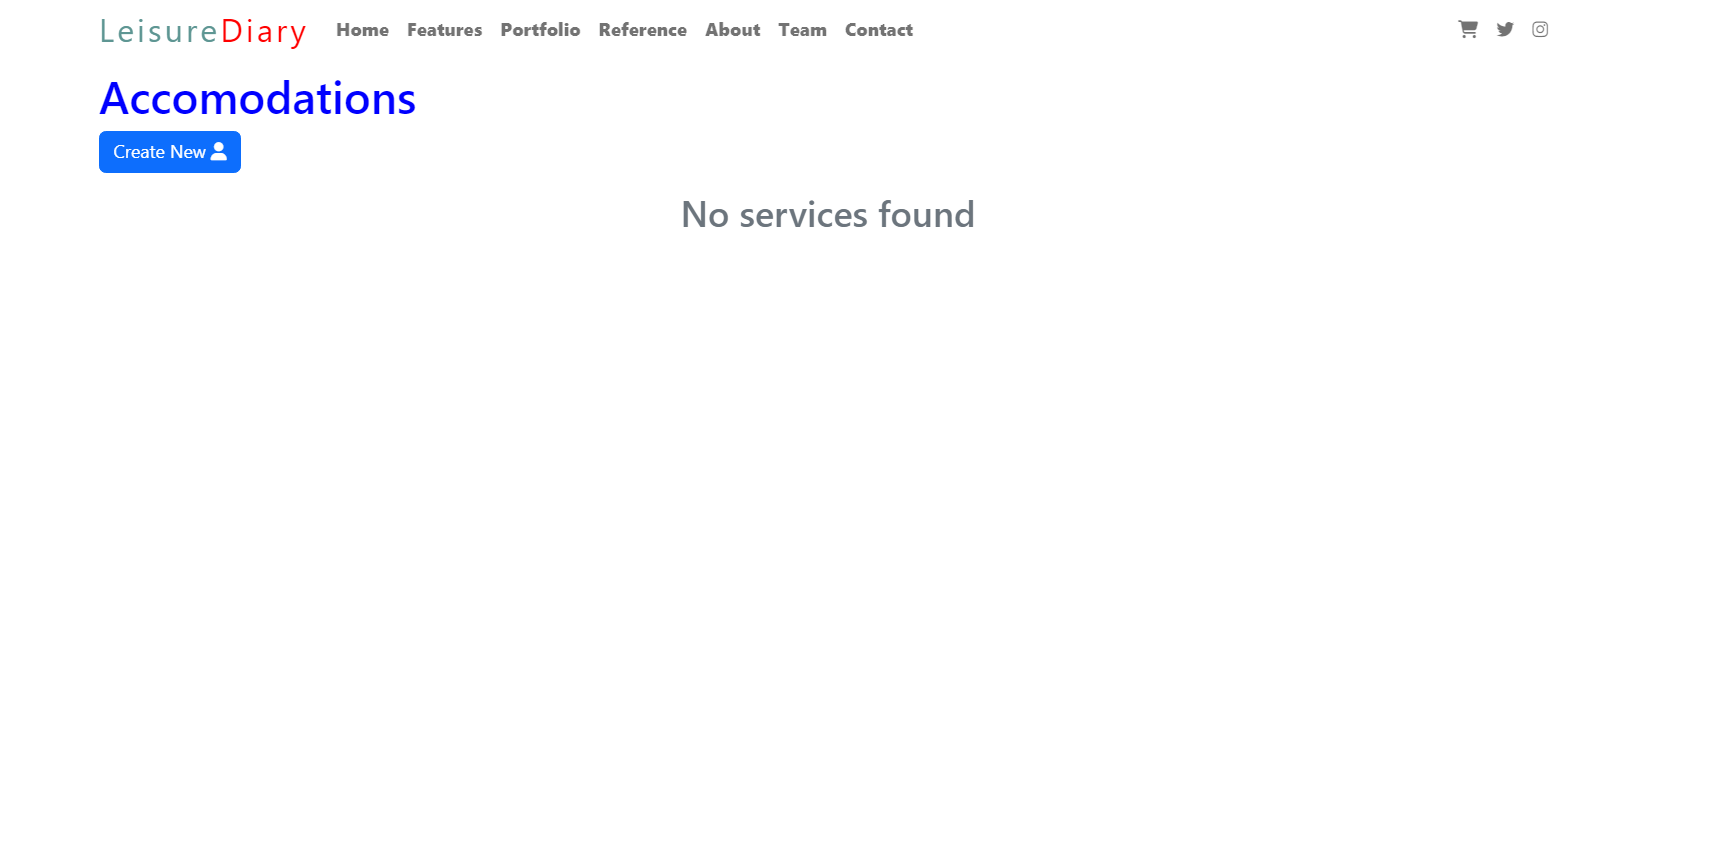 LeisureDiary Home Features Portfolio Reference About Team Contact
Accomodations
Create New
No services found